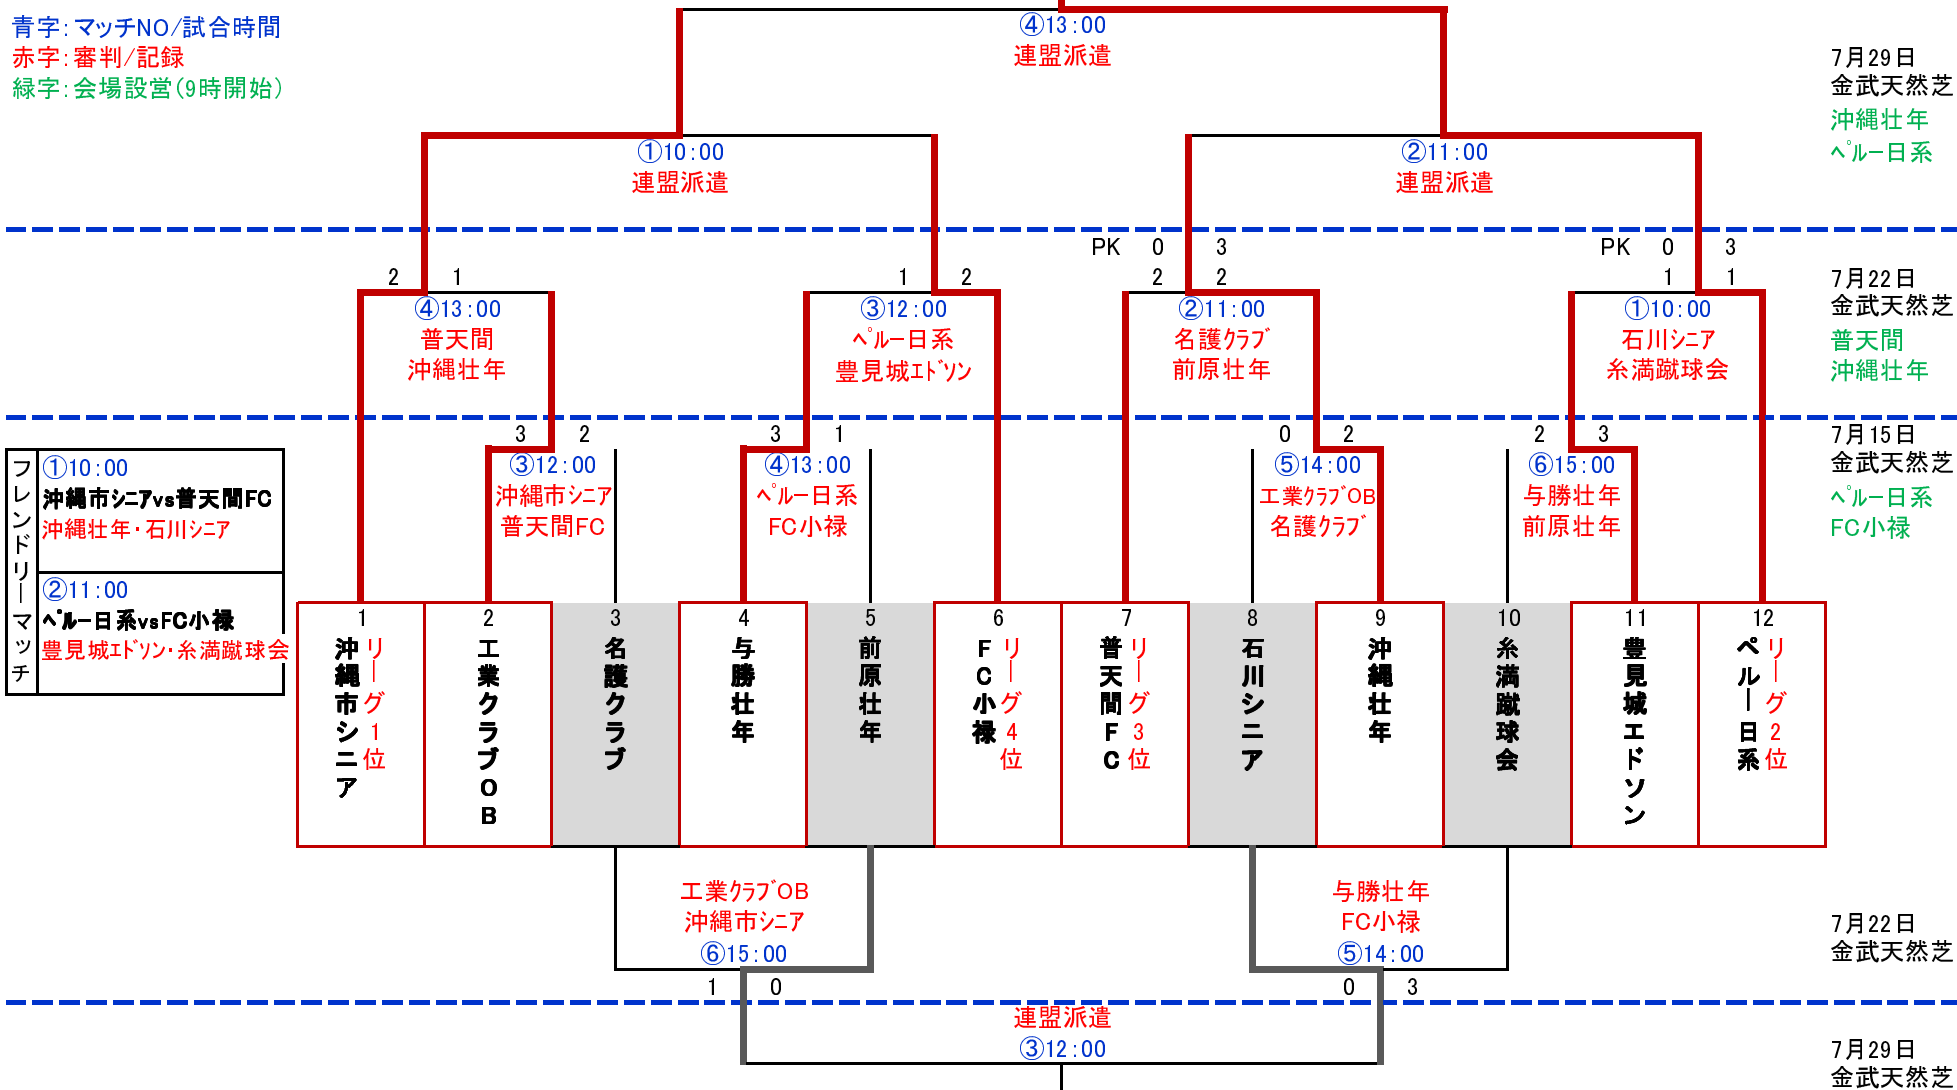 青字：マッチNO/試合時間
赤字：審判/記録
緑字：会場設営(9時開始)
④13：00
連盟派遣
7月29日
金武天然芝
沖縄壮年
ペルー日系
①10：00
連盟派遣
②11：00
連盟派遣
PK 0 3
PK 0 3
2 1
1 2
2 2
1 1
④13：00
普天間
沖縄壮年
③12：00
ペルー日系
豊見城エドソン
②11：00
名護クラブ
前原壮年
①10：00
石川シニア
糸満蹴球会
7月22日
金武天然芝
普天間
沖縄壮年
3 2
3 1
0 2
2 3
③12：00
沖縄市シニア
普天間FC
④13：00
ペルー日系
FC小禄
⑤14：00
工業クラブOB
名護クラブ
⑥15：00
与勝壮年
前原壮年
7月15日
金武天然芝
ペルー日系
FC小禄
フレンドリーマッチ
①10：00
沖縄市シニアvs普天間FC
沖縄壮年・石川シニア
②11：00
ペルー日系vsFC小禄
豊見城エドソン・糸満蹴球会
1
沖縄市シニア
リーグ1位
2
工業クラブOB
3
名護クラブ
4
与勝壮年
5
前原壮年
6
FC小禄
リーグ4位
7
普天間FC
リーグ3位
8
石川シニア
9
沖縄壮年
10
糸満蹴球会
11
豊見城エドソン
12
ペルー日系
リーグ2位
工業クラブOB
沖縄市シニア
⑥15：00
1 0
与勝壮年
FC小禄
⑤14：00
0 3
7月22日
金武天然芝
連盟派遣
③12：00
7月29日
金武天然芝